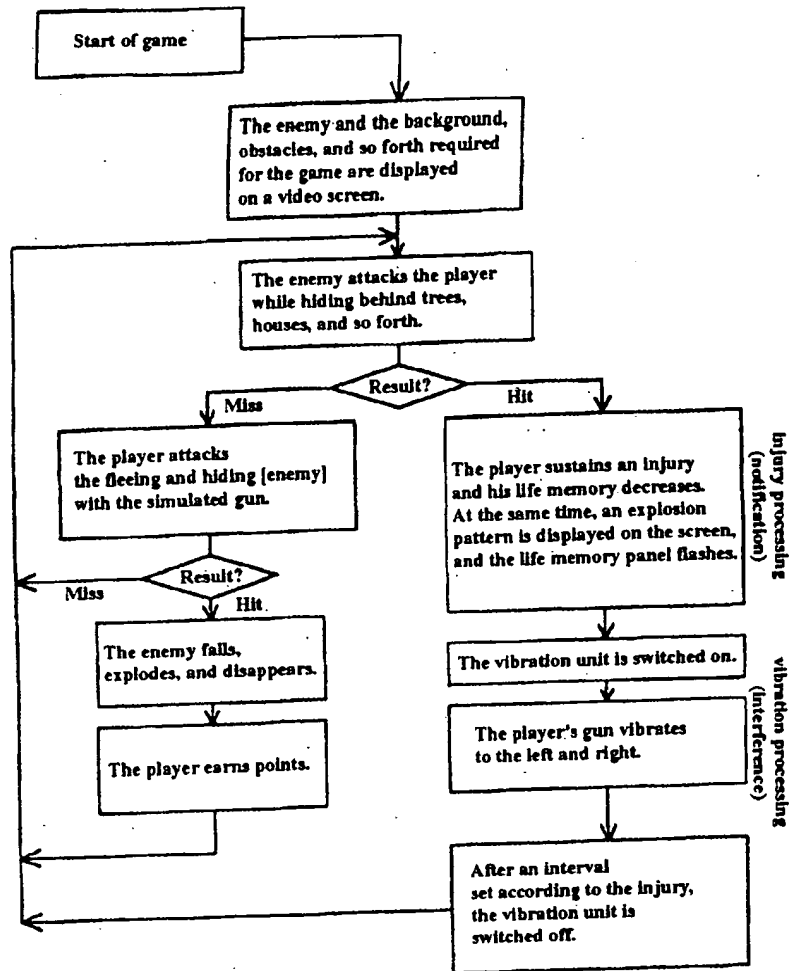 Start of game
The enemy and the background,
obstacles, and so forth required
for the game are displayed
on a video screen.
The enemy attacks the player
while hiding behind trees,
houses, and so forth.
Result?
Miss
Hit
The player attacks
the fleeing and hiding [enemy]
with the simulated gun.
Result?
Miss
Hit
The enemy falls,
explodes, and disappears.
The player earns points.
The player sustains an injury
and his life memory decreases.
At the same time, an explosion
pattern is displayed on the screen,
and the life memory panel flashes.
injury processing
(notification)
The vibration unit is switched on.
The player's gun vibrates
to the left and right.
vibration processing
(interference)
After an interval
set according to the injury,
the vibration unit is
switched off.